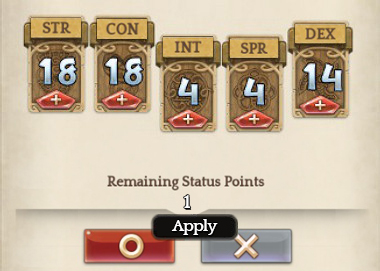 STR CON INT SPR DEX
18 18 4 4 14
+ + + + +
Remaining Status Points
1
Apply